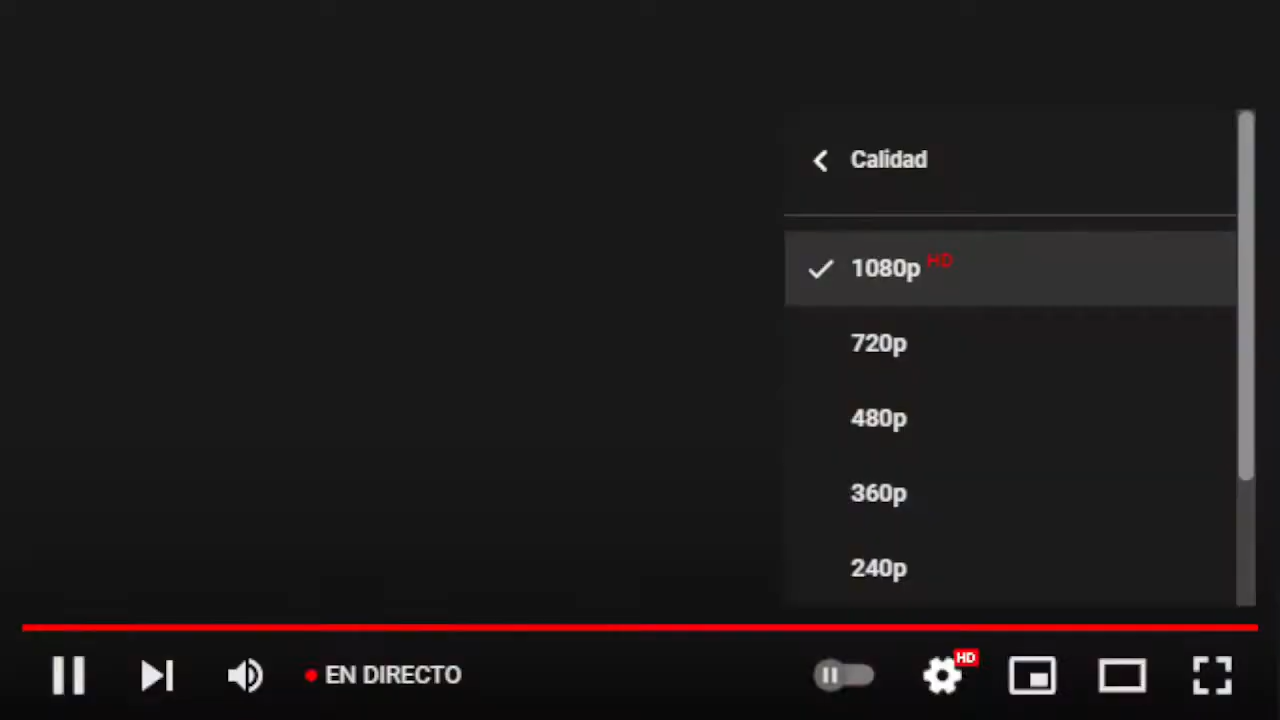 Calidad
1080p HD
720p
480p
360p
240p
HD
EN DIRECTO